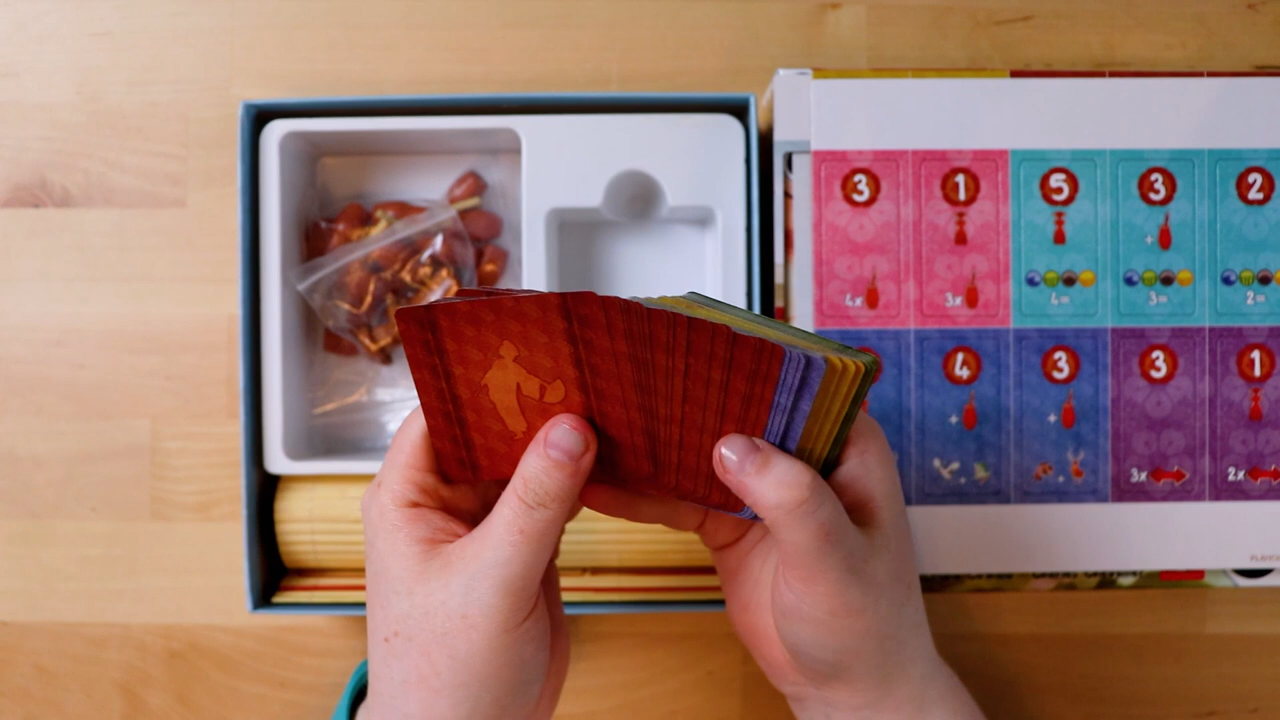 3 1 5 3 2
+
4x 3x 4= 3= 2=
4 3 3 1
+ +
+ + 3x 2x